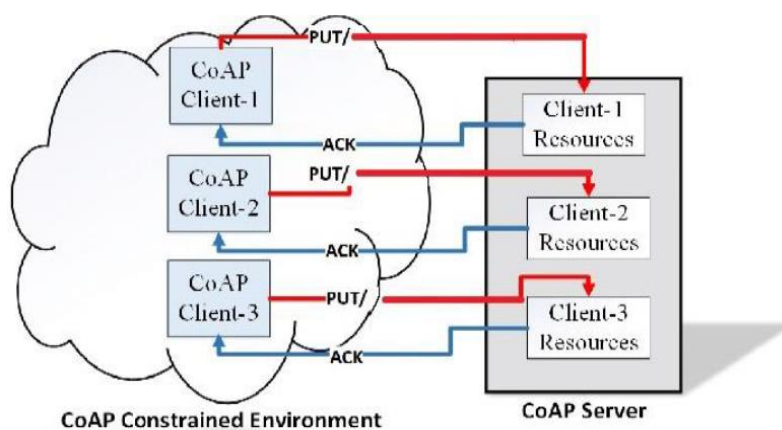 PUT/
CoAP
Client-1
Client-1
Resources
ACK
PUT/
CoAP
Client-2
Client-2
Resources
ACK
CoAP
Client-3
PUT/
Client-3
Resources
ACK
CoAP Constrained Environment
CoAP Server